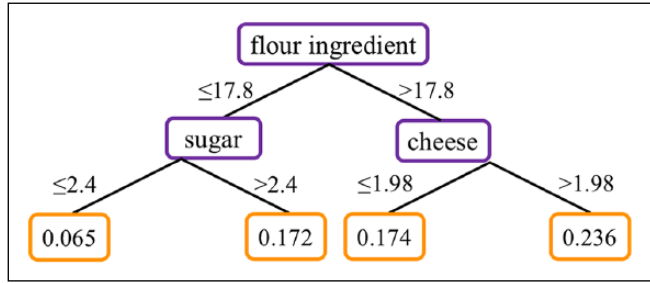 flour ingredient
≤17.8 >17.8
sugar cheese
≤2.4 >2.4 ≤1.98 >1.98
0.065 0.172 0.174 0.236